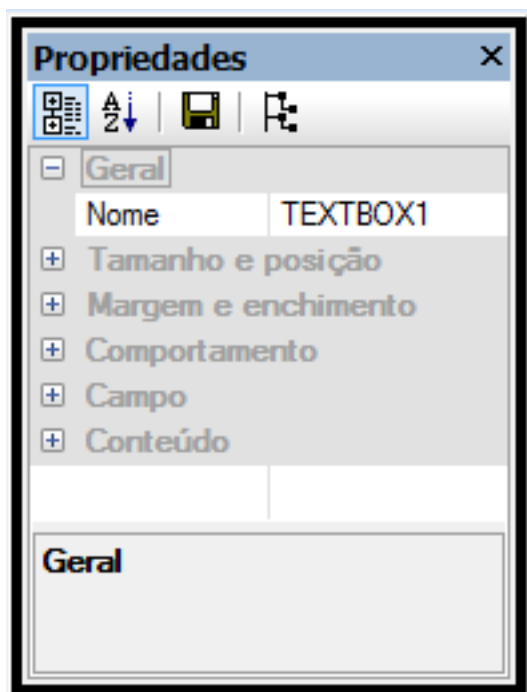 Propriedades
Geral
Nome TEXTBOX1
Tamanho e posição
Margem e enchimento
Comportamento
Campo
Conteúdo
Geral